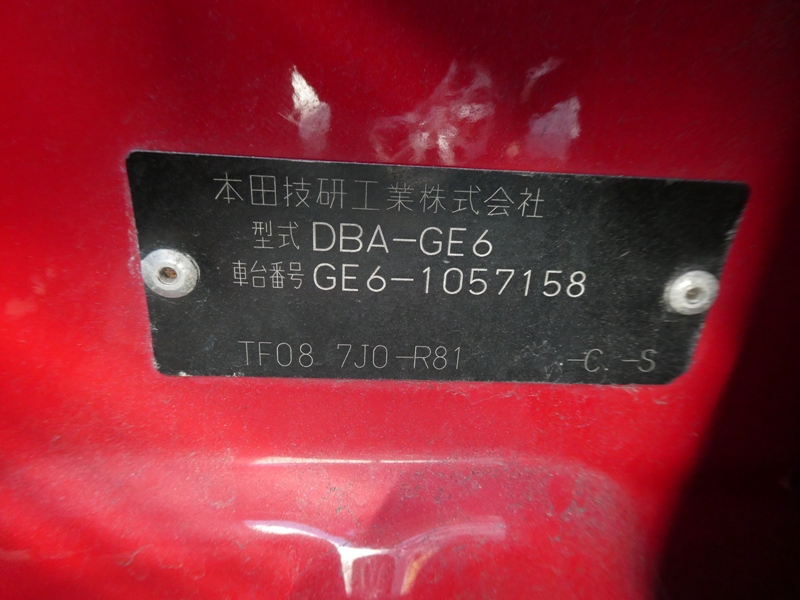 本田技研工業株式会社
型式 DBA-GE6
車台番号 GE6-1057158
TF08 7J0-R81 -C. -S